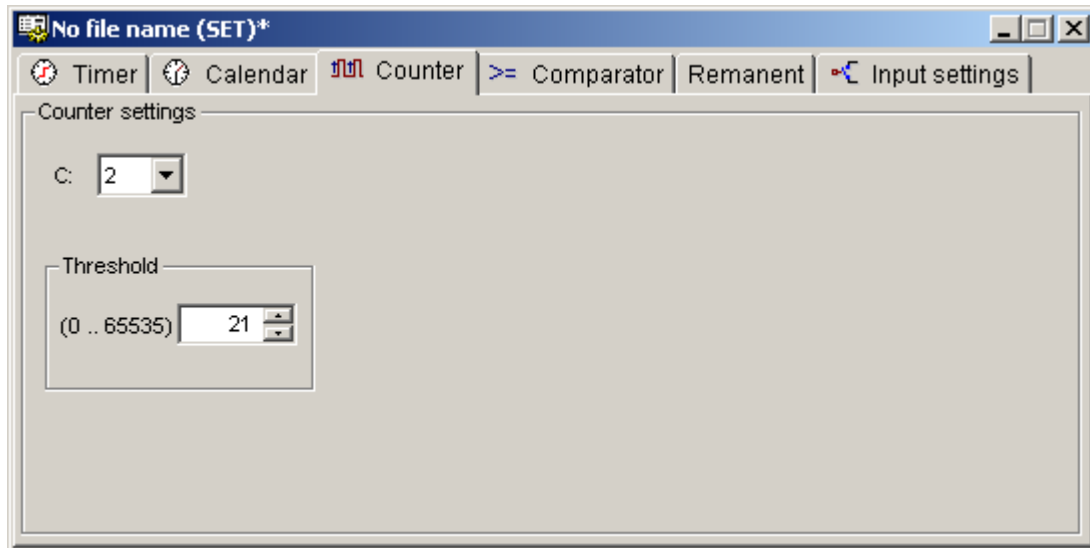 No file name (SET)*
Timer Calendar Counter >= Comparator Remanent Input settings
Counter settings
C: 2
Threshold
(0 .. 65535) 21